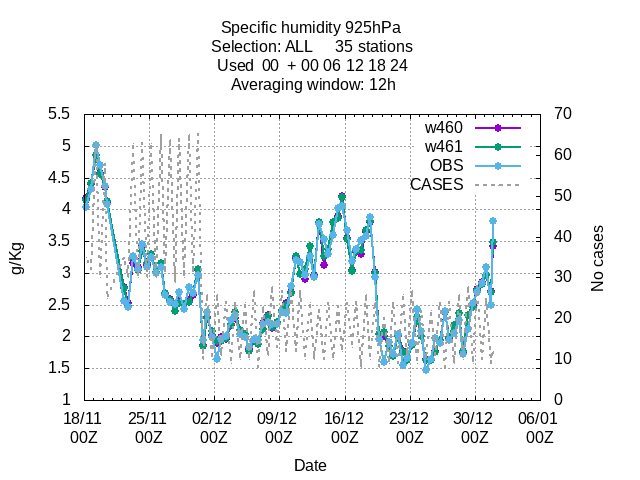 Specific humidity 925hPa
Selection: ALL     35 stations
Used  00  + 00 06 12 18 24
Averaging window: 12h
w460
w461
OBS
CASES
5.5
5
4.5
4
3.5
3
2.5
2
1.5
1
g/Kg
70
60
50
40
30
20
10
0
No cases
18/11 25/11 02/12 09/12 16/12 23/12 30/12 06/01
00Z 00Z 00Z 00Z 00Z 00Z 00Z 00Z
Date